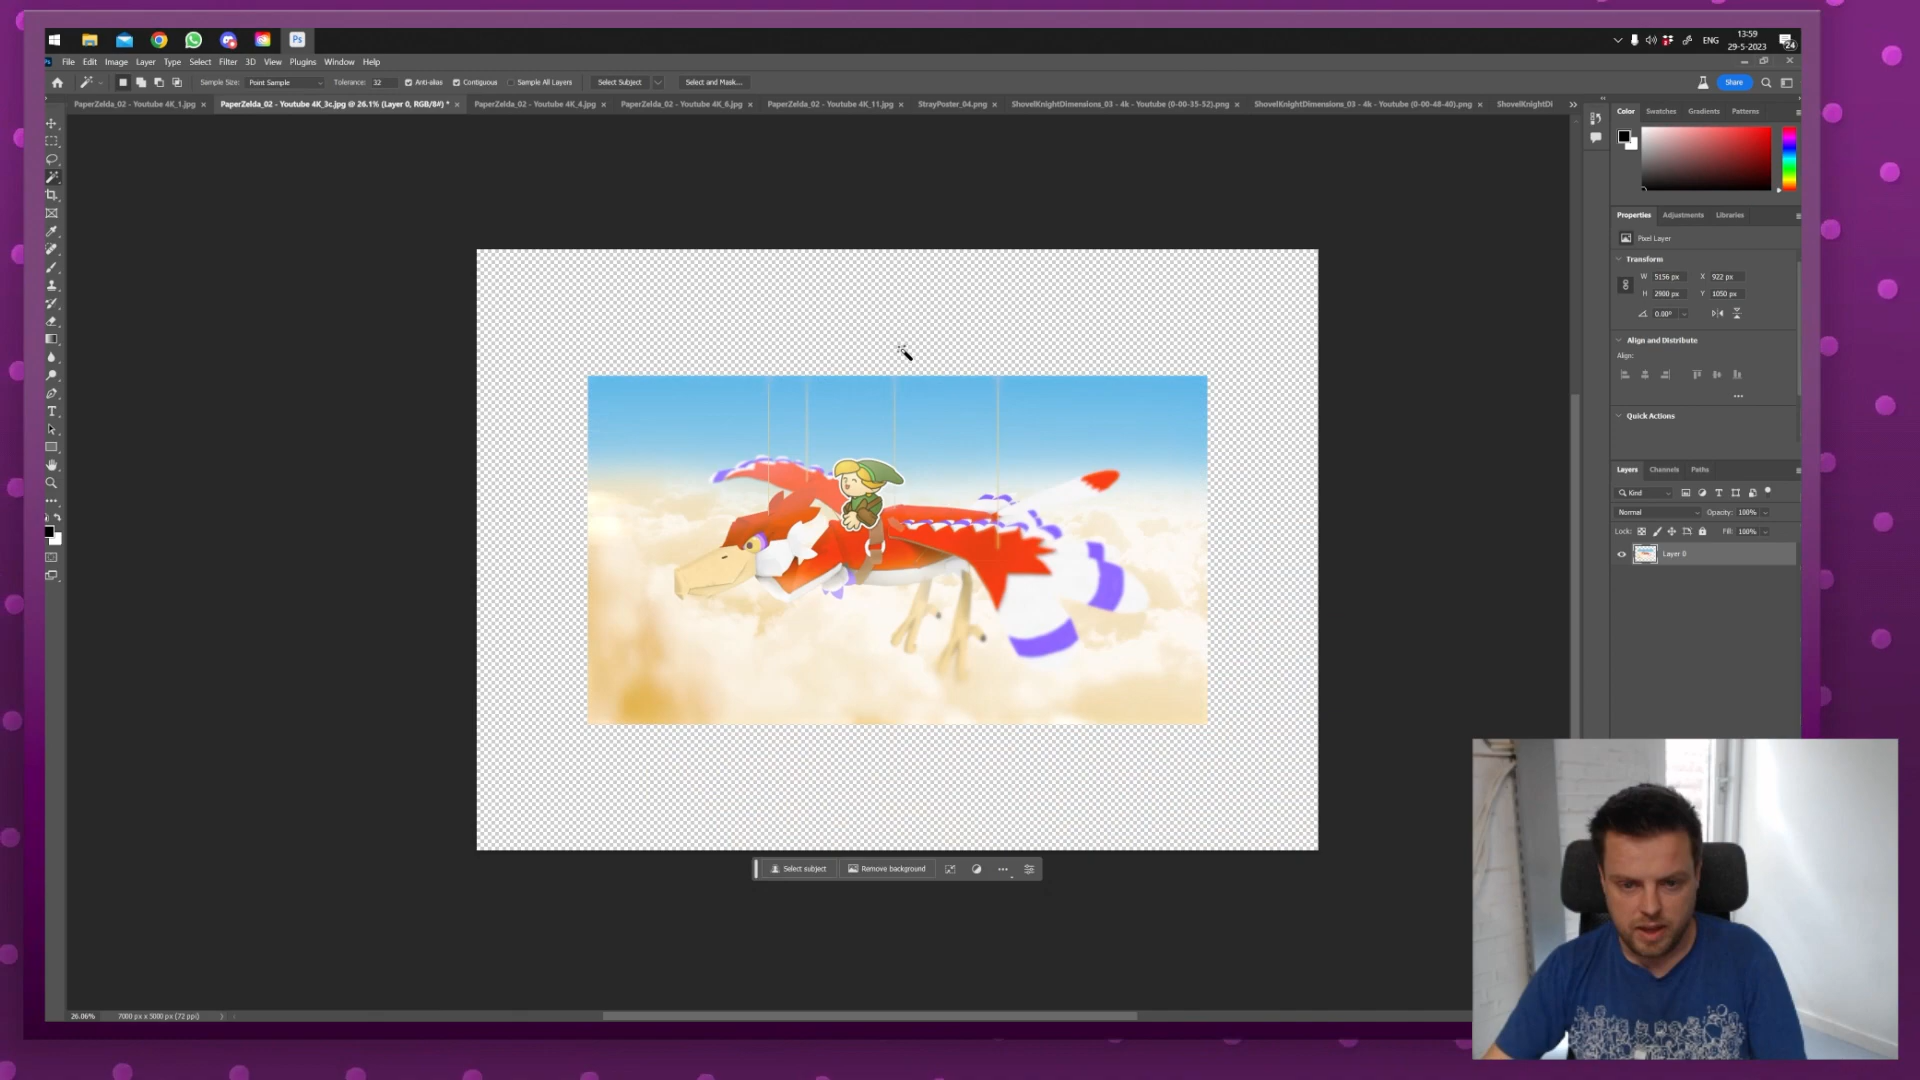 Ps
ENG
13:59
29-5-2023
24
File Edit Image Layer Type Select Filter 3D View Plugins Window Help
Sample Size: Point Sample Tolerance: 32 Anti-alias Contiguous Sample All Layers Select Subject Select and Mask... Share
PaperZelda_02 - Youtube 4K_1.jpg × PaperZelda_02 - Youtube 4K_3c.jpg @ 26.1% (Layer 0, RGB/8#) * × PaperZelda_02 - Youtube 4K_4.jpg × PaperZelda_02 - Youtube 4K_6.jpg × PaperZelda_02 - Youtube 4K_11.jpg × StrayPoster_04.png × ShovelKnightDimensions_03 - 4k - Youtube (0-00-35-52).png × ShovelKnightDimensions_03 - 4k - Youtube (0-00-48-40).png × ShovelKnightDi
Color Swatches Gradients Patterns
Properties Adjustments Libraries
Pixel Layer
Transform
W 5156 px X 922 px
H 2900 px Y 1050 px
0.00°
Align and Distribute
Align:
Quick Actions
Layers Channels Paths
Kind
Normal Opacity: 100%
Lock: Fill: 100%
Layer 0
Select subject Remove background
26.06% 7000 px x 5000 px (72 ppi)